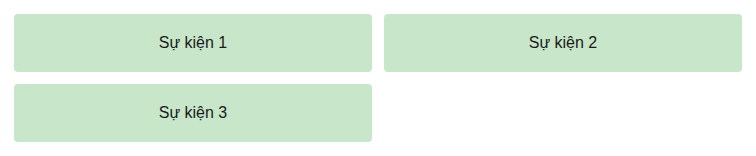 Sự kiện 1
Sự kiện 2
Sự kiện 3